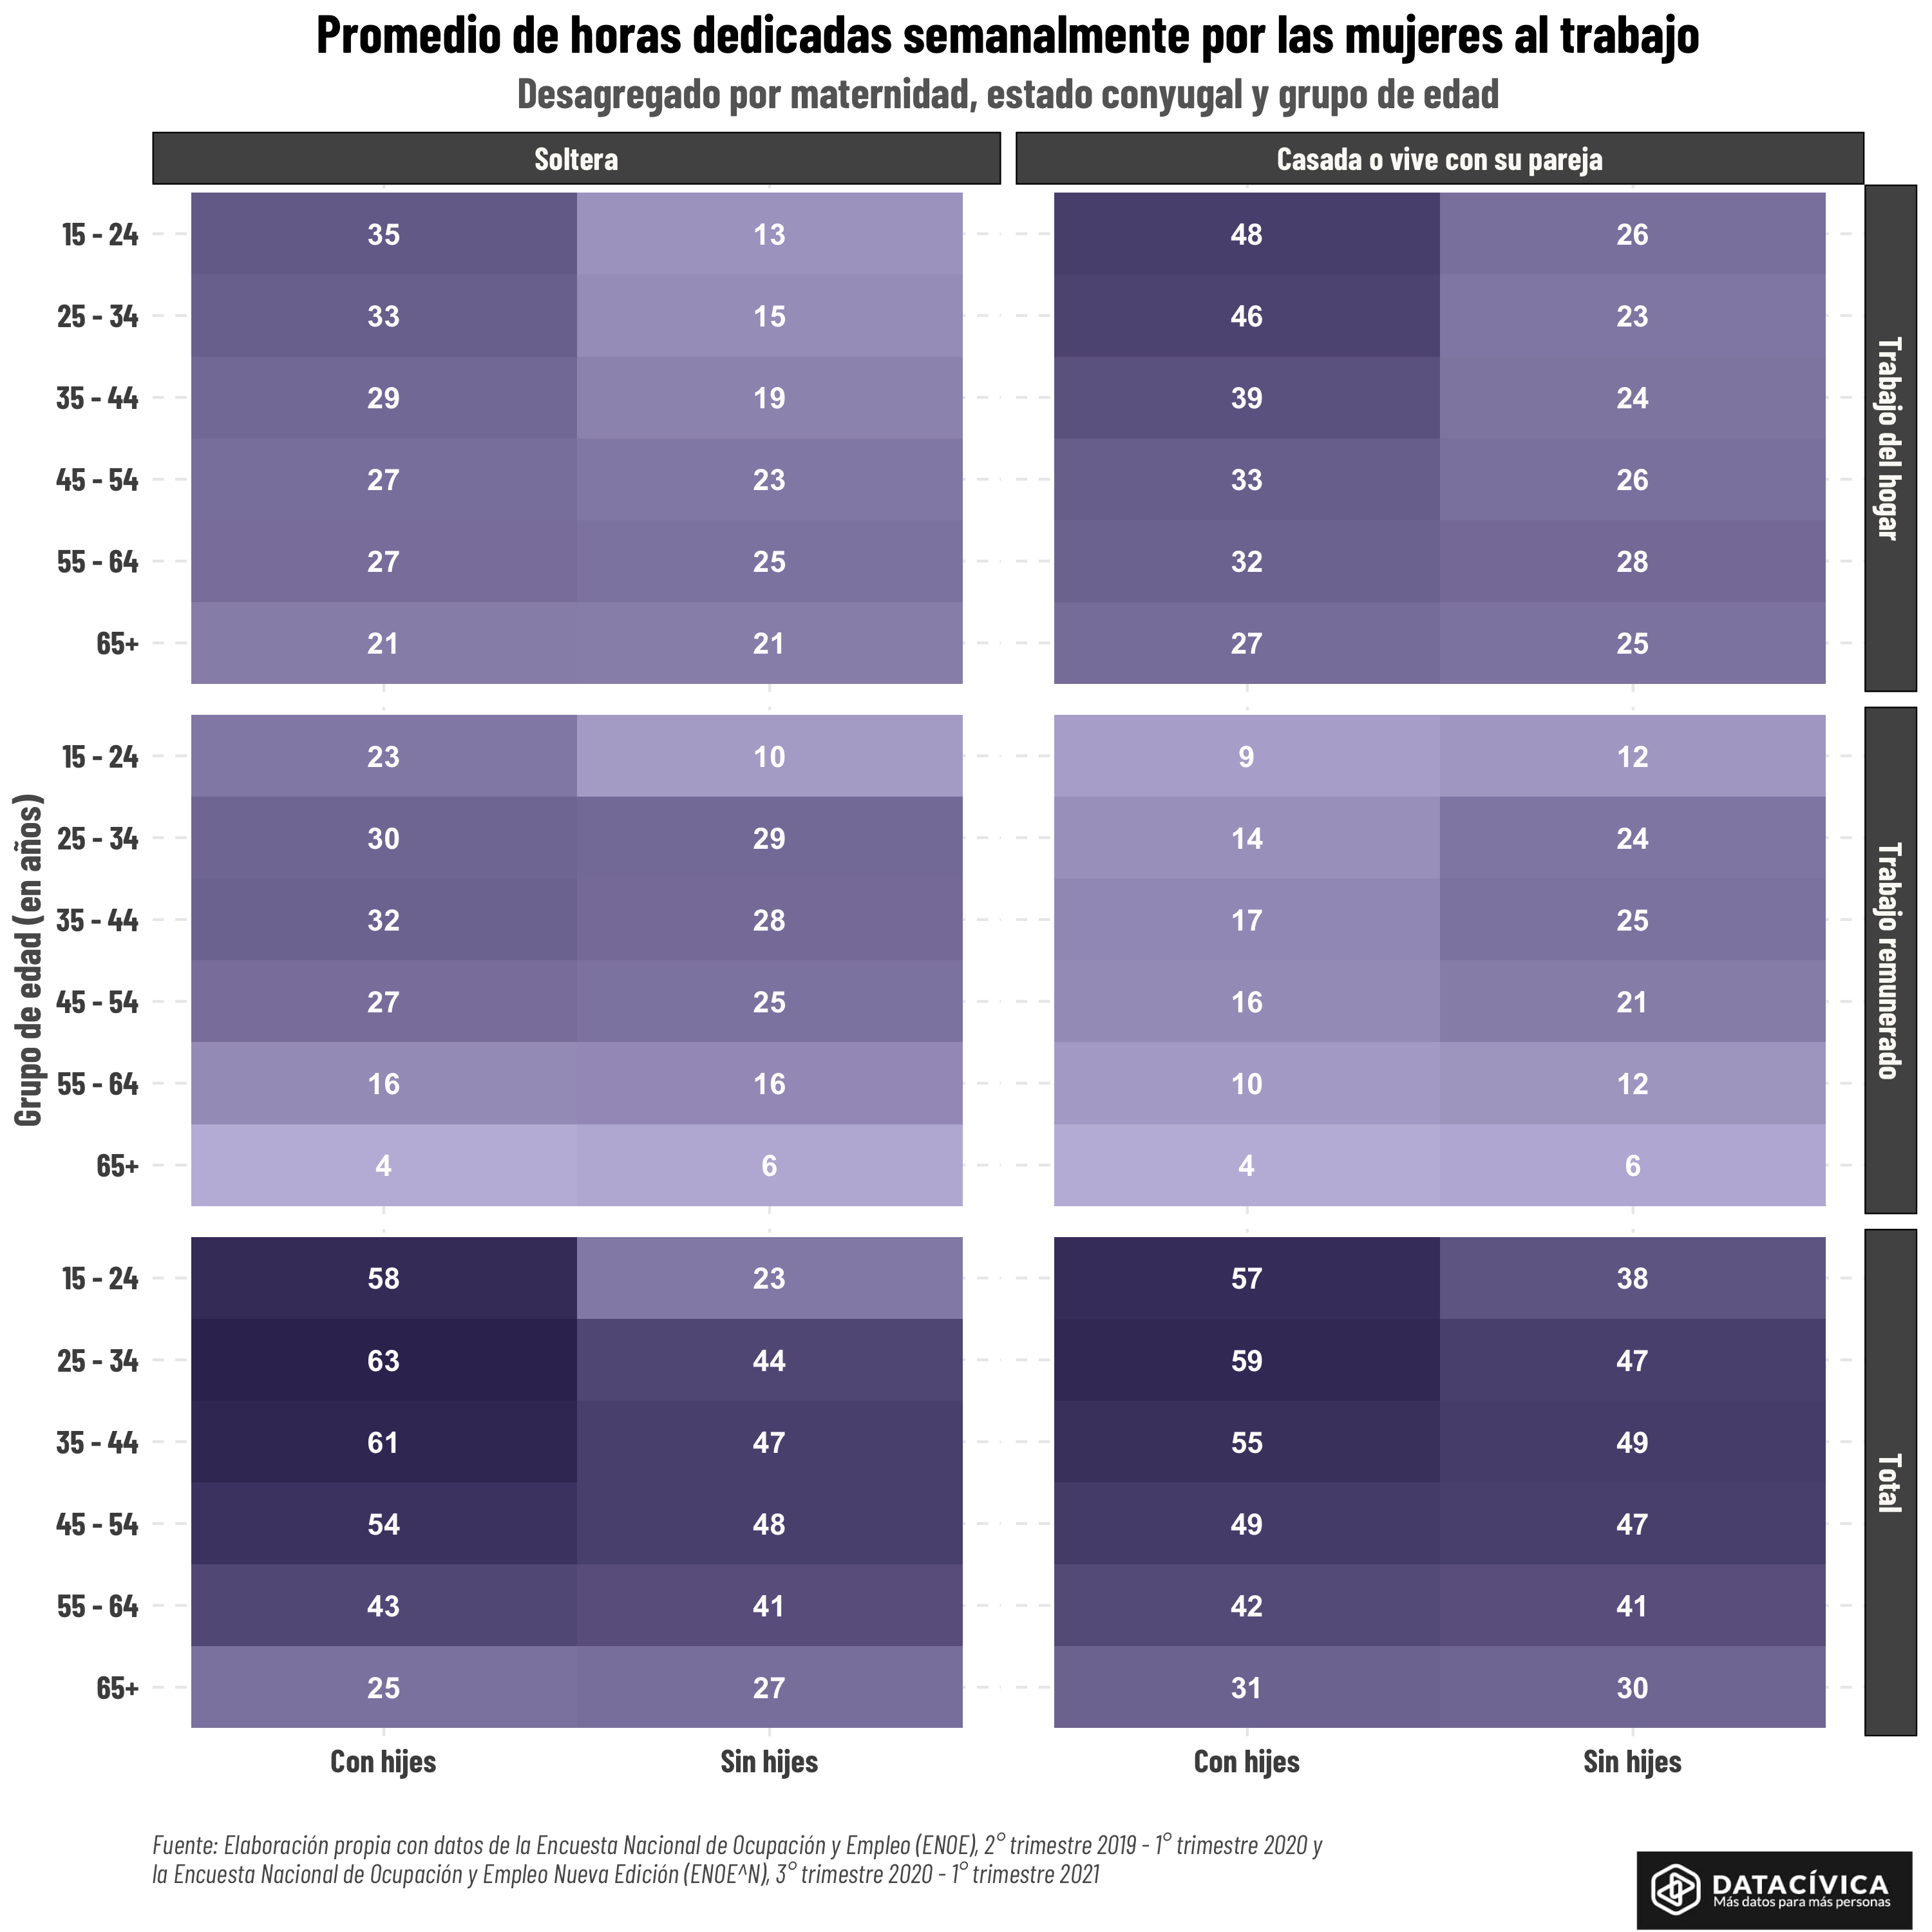 Promedio de horas dedicadas semanalmente por las mujeres al trabajo
Desagregado por maternidad, estado conyugal y grupo de edad
Soltera Casada o vive con su pareja
Trabajo del hogar
15 - 24 35 13 48 26
25 - 34 33 15 46 23
35 - 44 29 19 39 24
45 - 54 27 23 33 26
55 - 64 27 25 32 28
65+ 21 21 27 25
Grupo de edad (en años)
Trabajo remunerado
15 - 24 23 10 9 12
25 - 34 30 29 14 24
35 - 44 32 28 17 25
45 - 54 27 25 16 21
55 - 64 16 16 10 12
65+ 4 6 4 6
Total
15 - 24 58 23 57 38
25 - 34 63 44 59 47
35 - 44 61 47 55 49
45 - 54 54 48 49 47
55 - 64 43 41 42 41
65+ 25 27 31 30
Con hijes Sin hijes Con hijes Sin hijes
Fuente: Elaboración propia con datos de la Encuesta Nacional de Ocupación y Empleo (ENOE), 2° trimestre 2019 - 1° trimestre 2020 y
la Encuesta Nacional de Ocupación y Empleo Nueva Edición (ENOE^N), 3° trimestre 2020 - 1° trimestre 2021
DATACÍVICA
Más datos para más personas